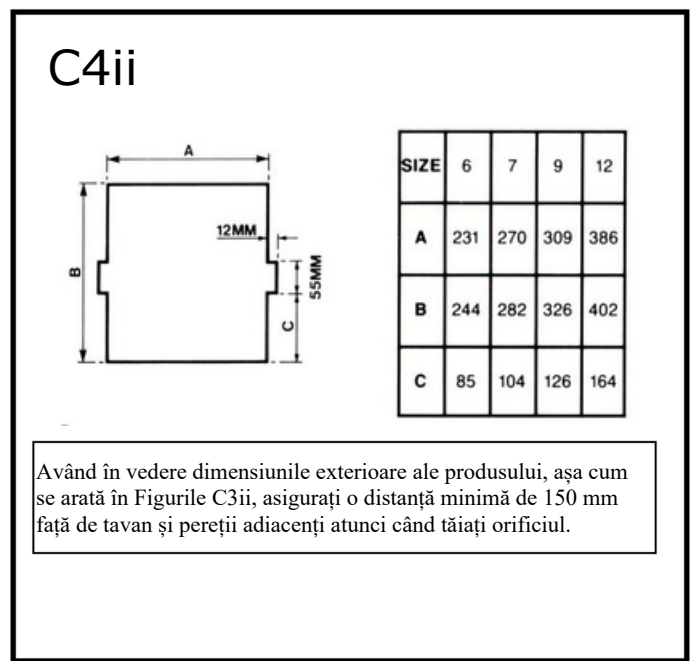 C4ii
A
12MM
B
55MM
C
SIZE 6 7 9 12
A 231 270 309 386
B 244 282 326 402
C 85 104 126 164
Având în vedere dimensiunile exterioare ale produsului, așa cum
se arată în Figurile C3ii, asigurați o distanță minimă de 150 mm
față de tavan și pereții adiacenți atunci când tăiați orificiul.